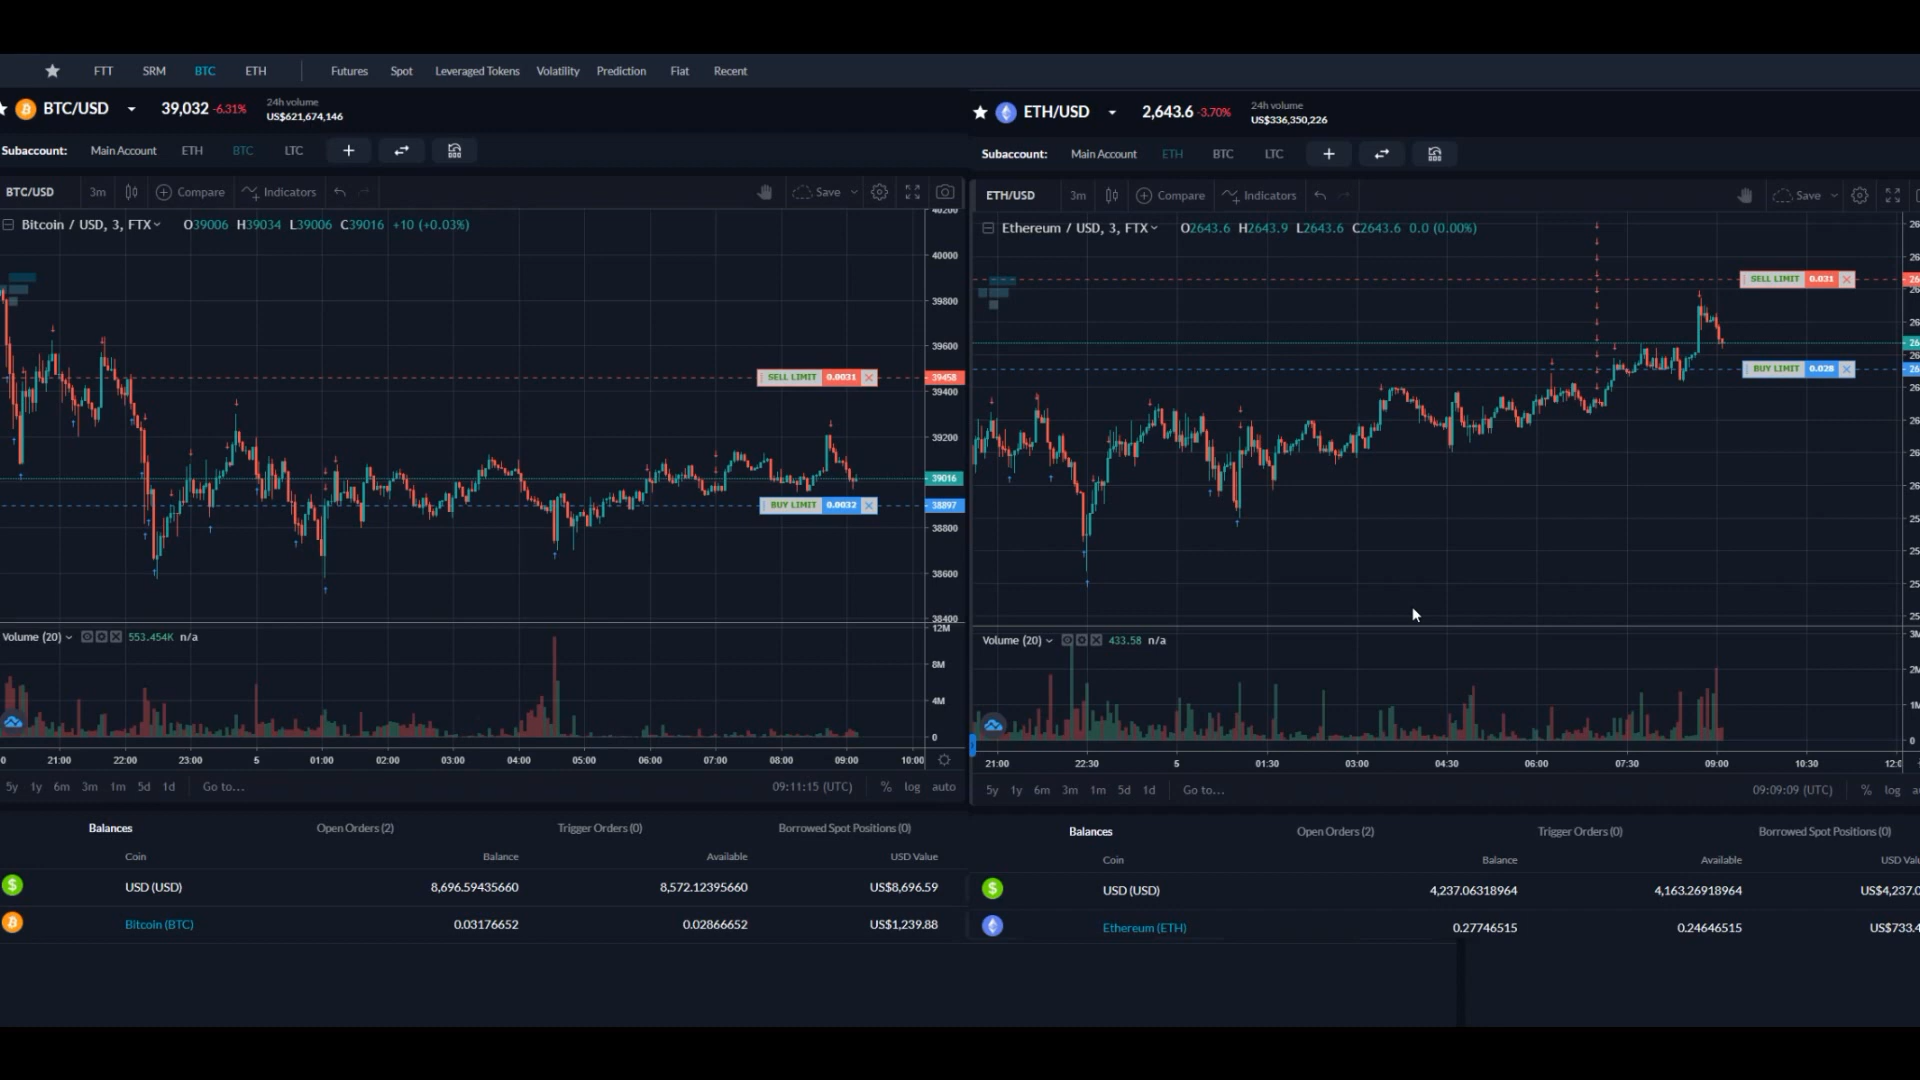 FTT SRM BTC ETH Futures Spot Leveraged Tokens Volatility Prediction Fiat Recent
BTC/USD 39,032 -6.31% 24h volume
US$621,674,146
Subaccount: Main Account ETH BTC LTC
BTC/USD 3m Compare Indicators Save
Bitcoin / USD, 3, FTX O39006 H39034 L39006 C39016 +10 (+0.03%)
40200
40000
39800
39600
SELL LIMIT 0.0031 39458
39400
39200
39016
BUY LIMIT 0.0032 38897
38800
38600
38400
Volume (20) 553.454K n/a
12M
8M
4M
0
21:00 22:00 23:00 5 01:00 02:00 03:00 04:00 05:00 06:00 07:00 08:00 09:00 10:00
5y 1y 6m 3m 1m 5d 1d Go to... 09:11:15 (UTC) % log auto
Balances Open Orders (2) Trigger Orders (0) Borrowed Spot Positions (0)
Coin Balance Available USD Value
USD (USD) 8,696.59435660 8,572.12395660 US$8,696.59
Bitcoin (BTC) 0.03176652 0.02866652 US$1,239.88
ETH/USD 2,643.6 -3.70% 24h volume
US$336,350,226
Subaccount: Main Account ETH BTC LTC
ETH/USD 3m Compare Indicators Save
Ethereum / USD, 3, FTX O2643.6 H2643.9 L2643.6 C2643.6 0.0 (0.00%)
SELL LIMIT 0.031
BUY LIMIT 0.028
Volume (20) 433.58 n/a
0
21:00 22:30 5 01:30 03:00 04:30 06:00 07:30 09:00 10:30
5y 1y 6m 3m 1m 5d 1d Go to... 09:09:09 (UTC) % log
Balances Open Orders (2) Trigger Orders (0) Borrowed Spot Positions (0)
Coin Balance Available USD
USD (USD) 4,237.06318964 4,163.26918964 US$4,237.0
Ethereum (ETH) 0.27746515 0.24646515 US$733.4